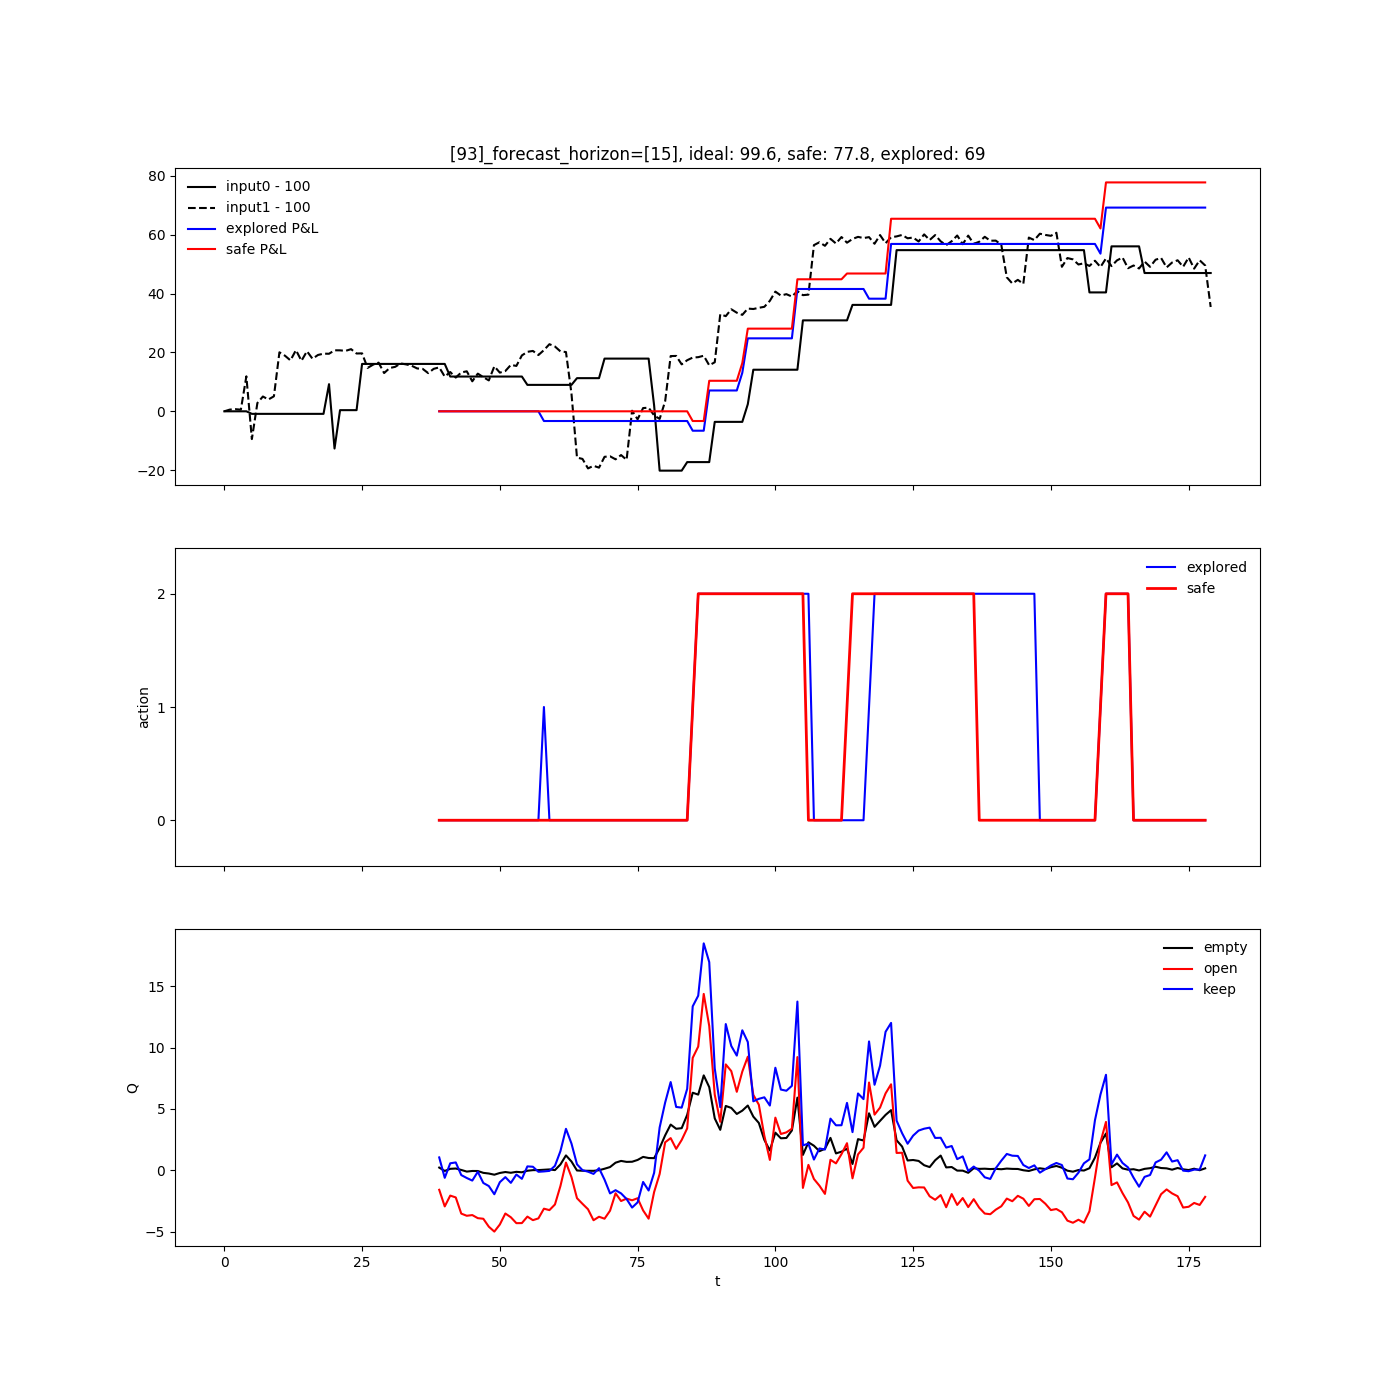 [93]_forecast_horizon=[15], ideal: 99.6, safe: 77.8, explored: 69
80
60
40
20
0
−20
input0 - 100
input1 - 100
explored P&L
safe P&L
action
2
1
0
explored
safe
Q
15
10
5
0
−5
empty
open
keep
0
25
50
75
100
125
150
175
t